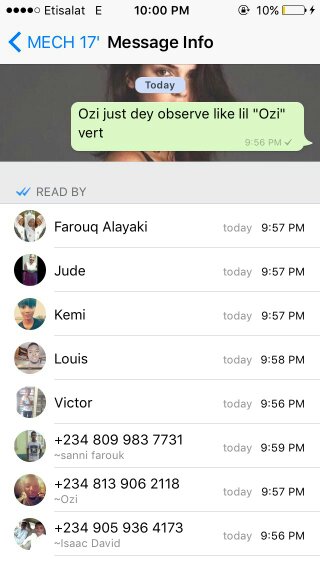 Etisalat E 10:00 PM 10%
MECH 17' Message Info
Today
Ozi just dey observe like lil "Ozi"
vert
9:56 PM
READ BY
Farouq Alayaki today 9:57 PM
Jude today 9:57 PM
Kemi today 9:57 PM
Louis today 9:58 PM
Victor today 9:56 PM
+234 809 983 7731 today 9:59 PM
~sanni farouk
+234 813 906 2118 today 9:57 PM
~Ozi
+234 905 936 4173 today 9:56 PM
~Isaac David